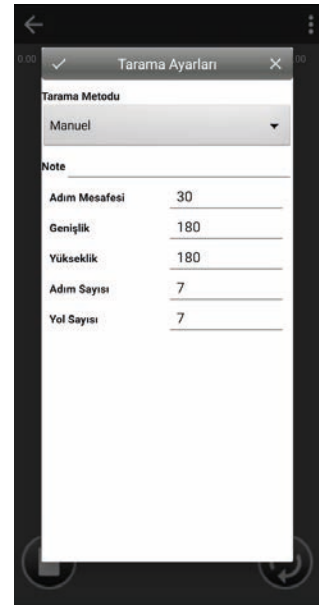 0.00
00
Tarama Ayarları
Tarama Metodu
Manuel
Note
Adım Mesafesi 30
Genişlik 180
Yükseklik 180
Adım Sayısı 7
Yol Sayısı 7